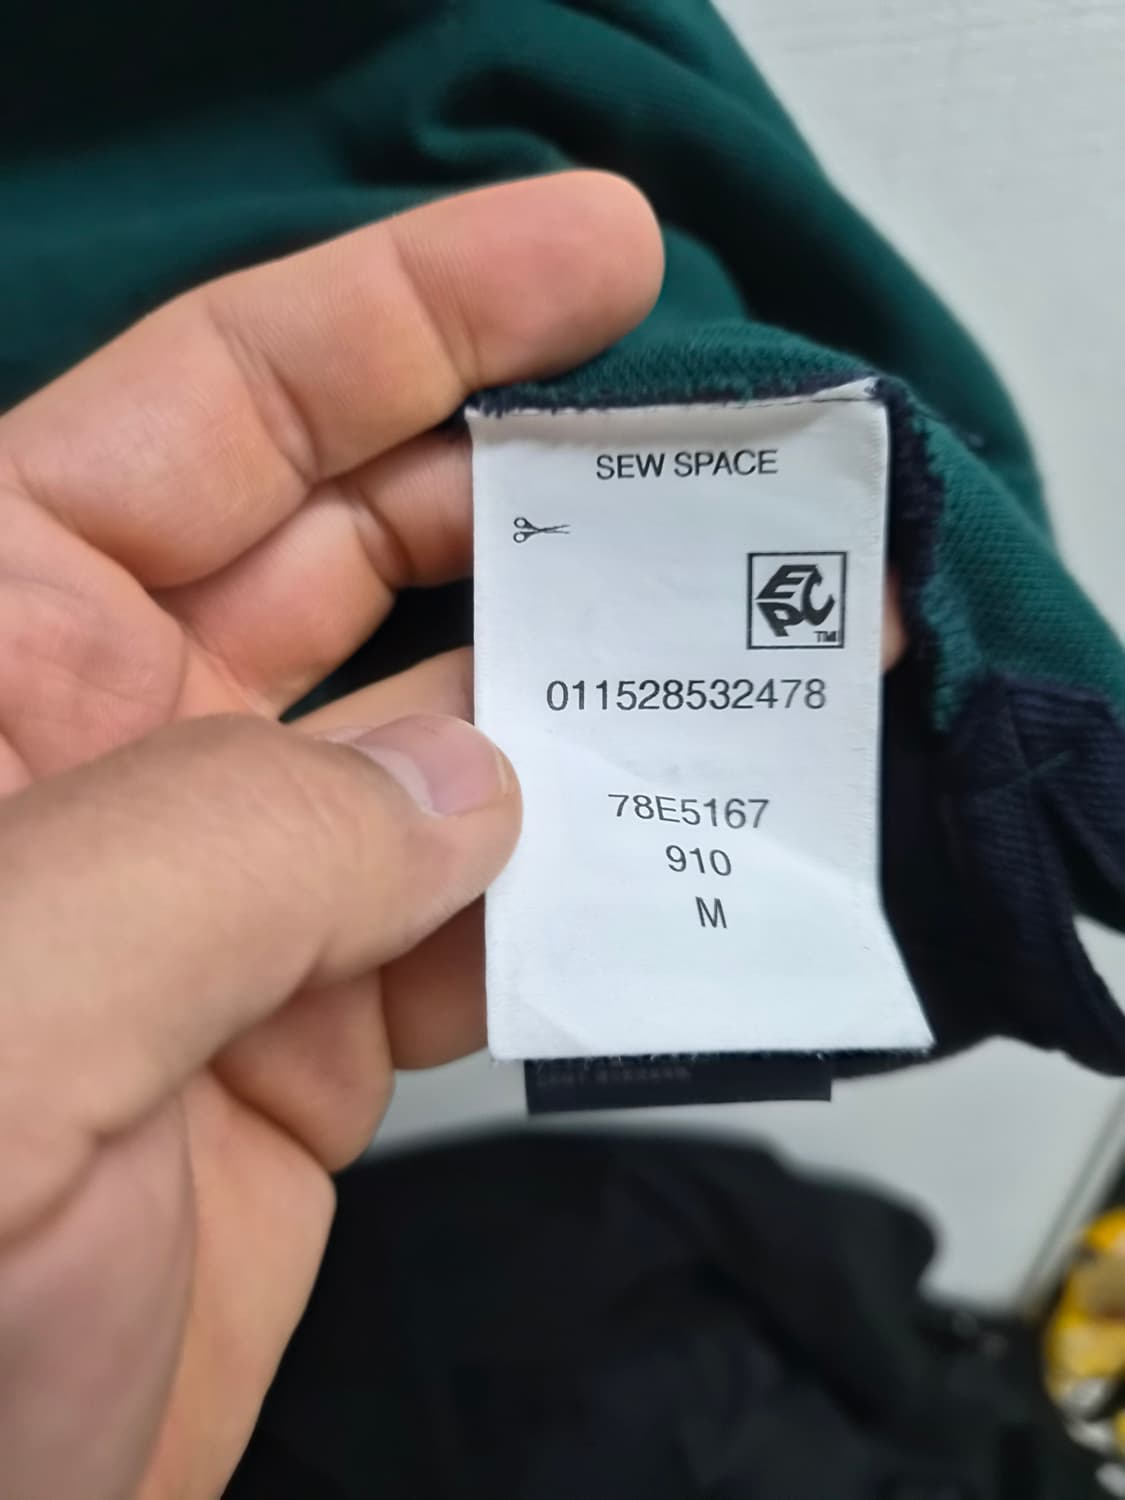 SEW SPACE
EPC
TM
011528532478
78E5167
910
M